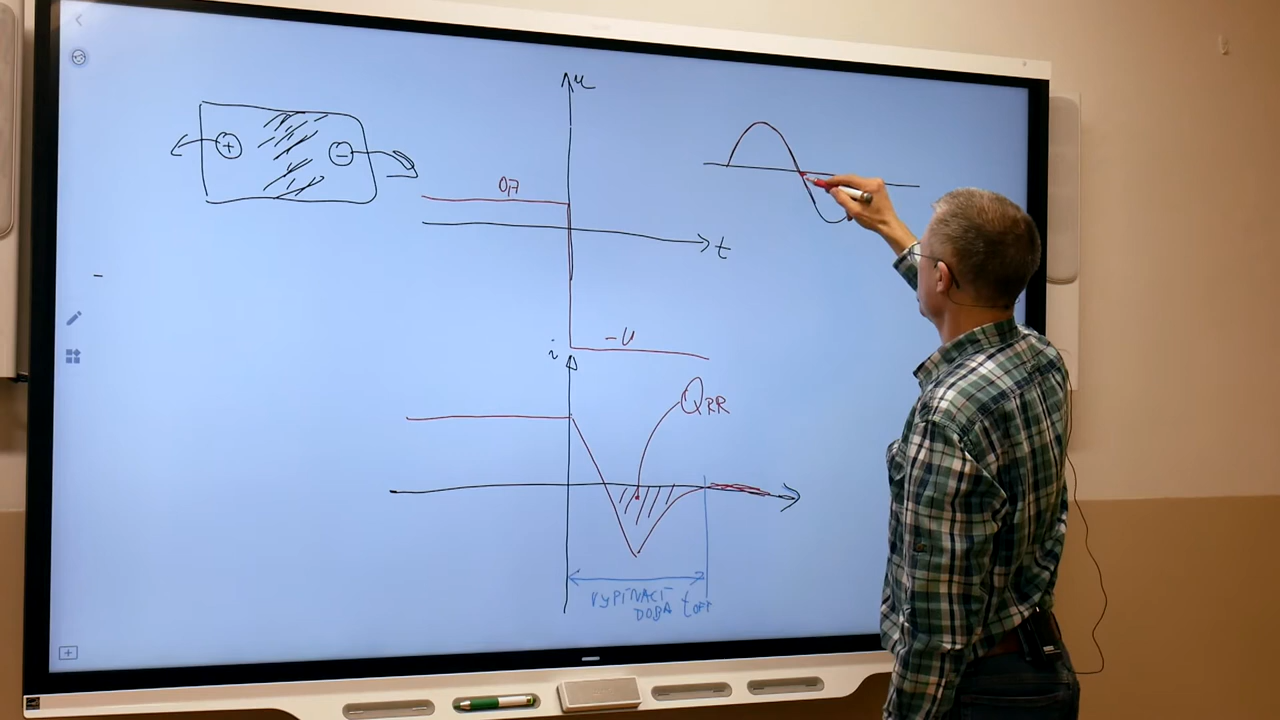 u
+
−
0,7
t
−U
i
QRR
VYPÍNACÍ
DOBA tOFF